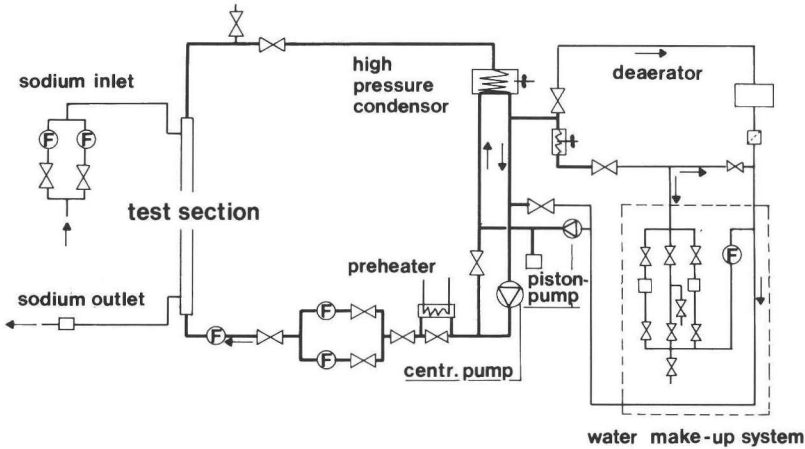 sodium inlet
F
F
test section
sodium outlet
high
pressure
condensor
deaerator
preheater
piston-
pump
centr. pump
F
F
F
F
water make-up system